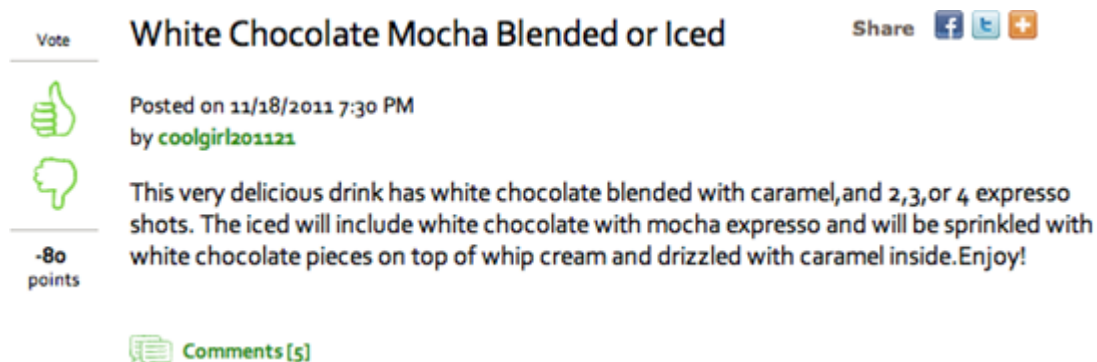 Vote
White Chocolate Mocha Blended or Iced
Share
Posted on 11/18/2011 7:30 PM
by coolgirl201121
This very delicious drink has white chocolate blended with caramel,and 2,3,or 4 expresso
shots. The iced will include white chocolate with mocha expresso and will be sprinkled with
white chocolate pieces on top of whip cream and drizzled with caramel inside.Enjoy!
-80
points
Comments [5]